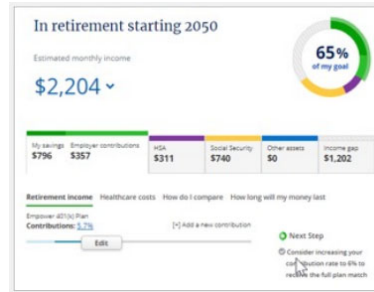 In retirement starting 2050
Estimated monthly income
$2,204
65%
of my goal
My savings
$796
Employer contributions
$357
HSA
$311
Social Security
$740
Other assets
$0
Income gap
$1,202
Retirement income Healthcare costs How do I compare How long will my money last
Empower 401(k) Plan
Contributions: 5.7%
[+] Add a new contribution
Edit
Next Step
Consider increasing your
contribution rate to 6% to
receive the full plan match